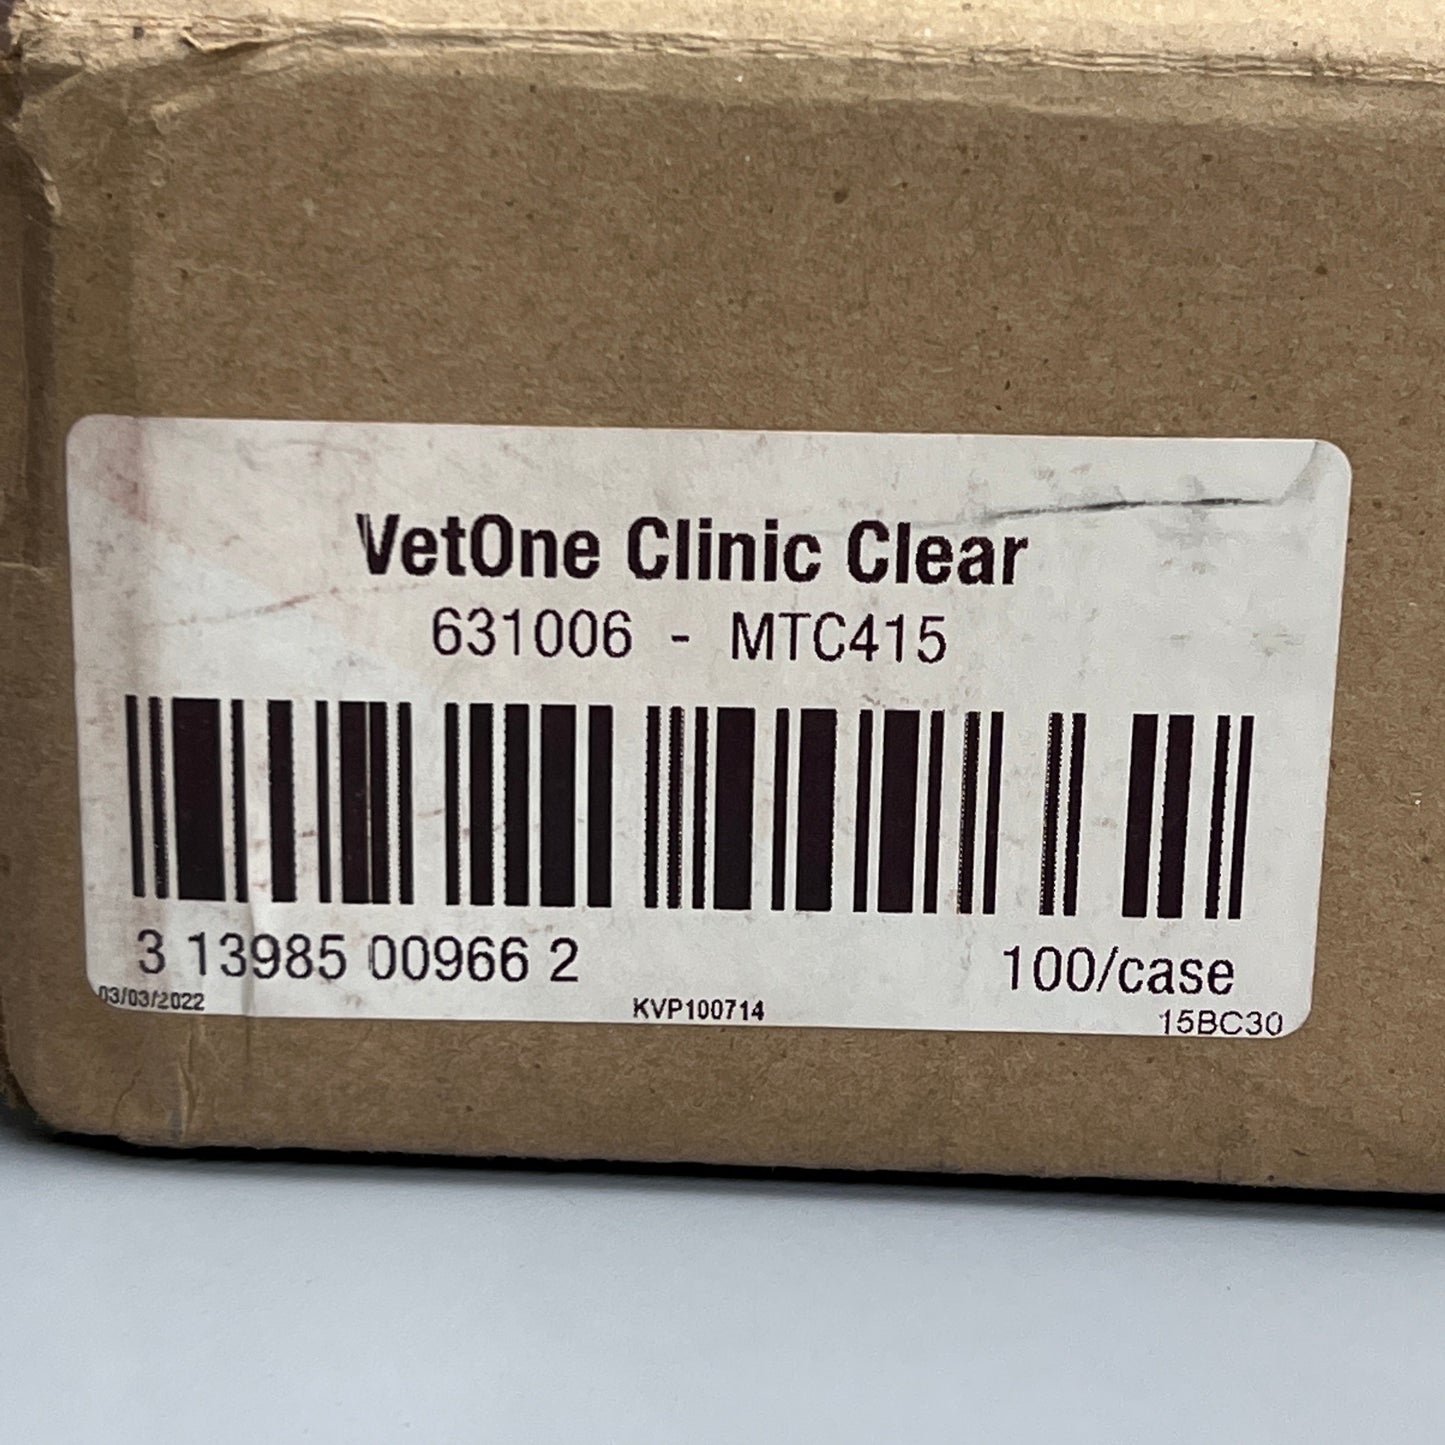 VetOne Clinic Clear
631006 - MTC415
3 13985 00966 2
100/case
03/03/2022
KVP100714
15BC30